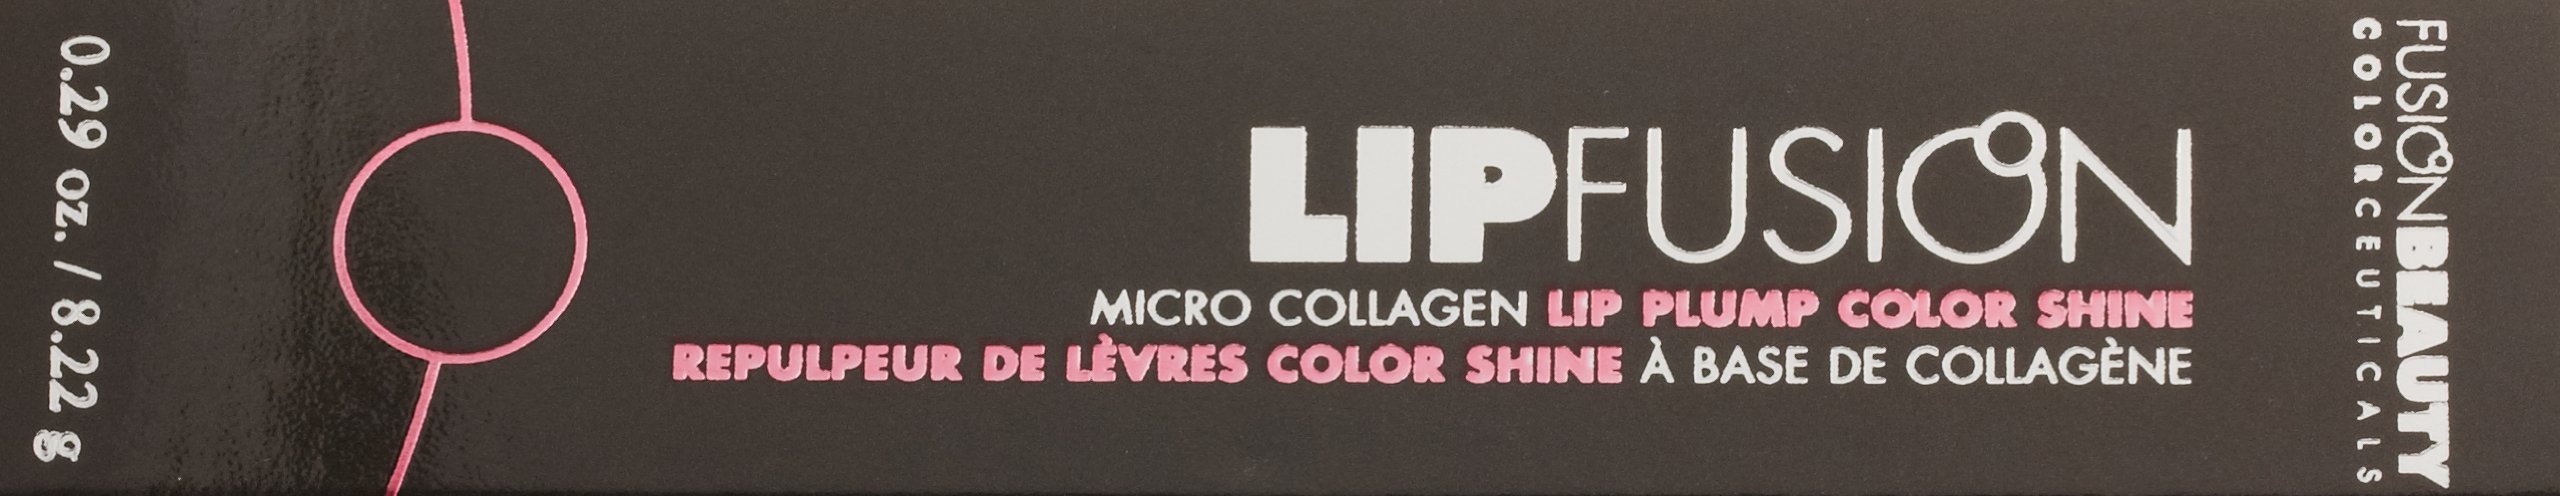 0.29 oz. / 8.22 g
LIPFUSION
MICRO COLLAGEN LIP PLUMP COLOR SHINE
REPULPEUR DE LÈVRES COLOR SHINE À BASE DE COLLAGÈNE
FUSIONBEAUTY
COLORCEUTICALS